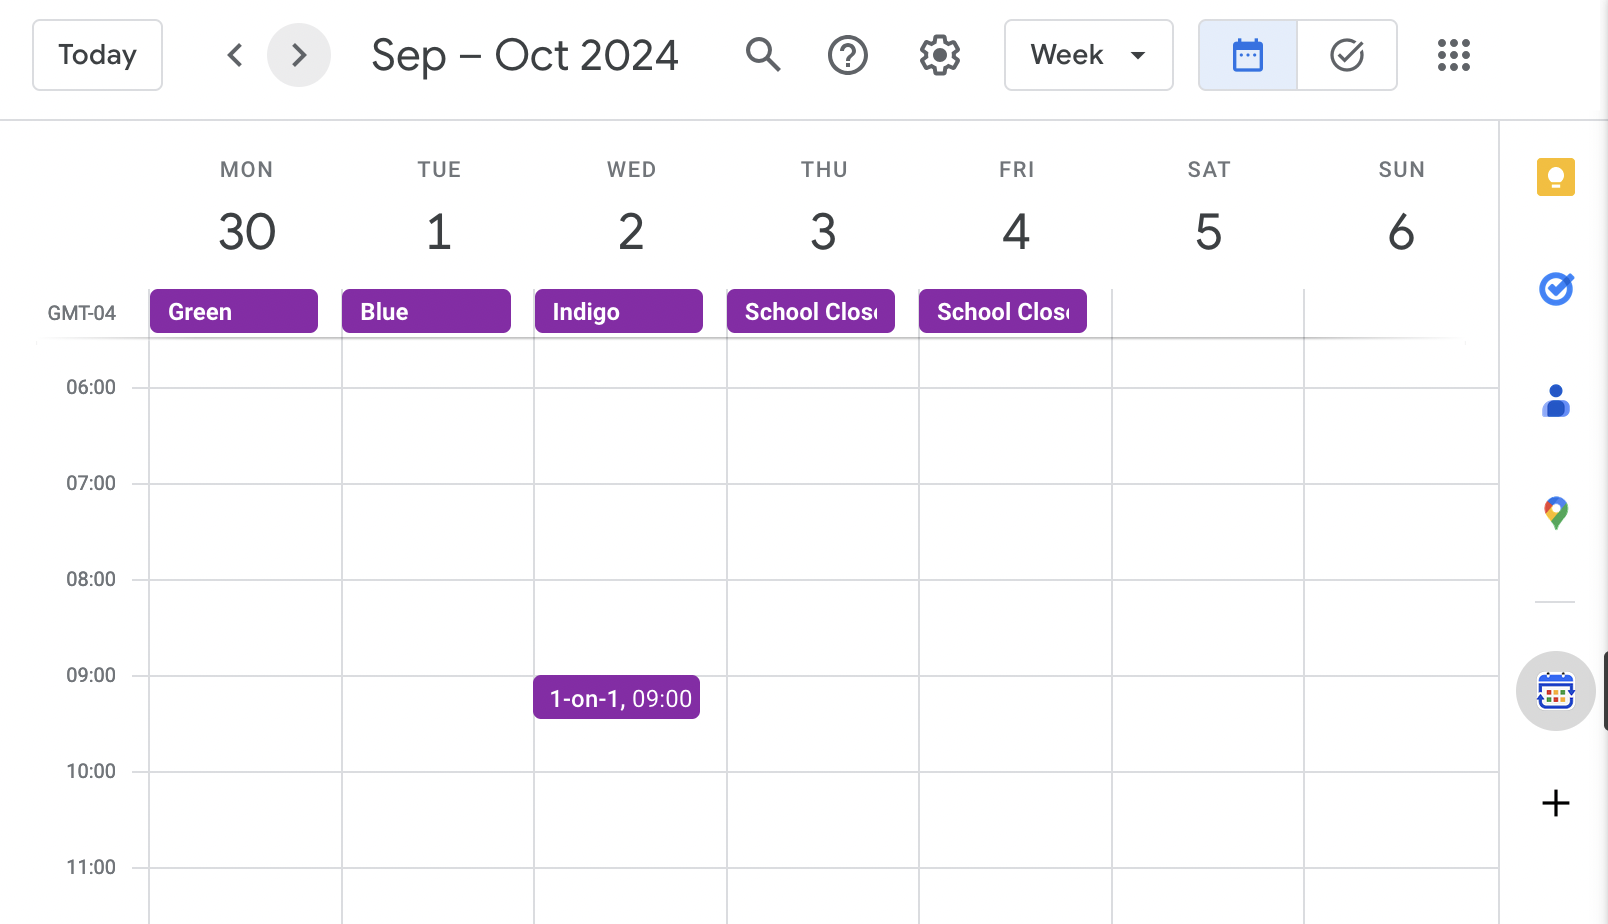 Today
Sep – Oct 2024
Week
MON TUE WED THU FRI SAT SUN
30 1 2 3 4 5 6
GMT-04
Green Blue Indigo School Clos School Clos
06:00
07:00
08:00
09:00
1-on-1, 09:00
10:00
11:00